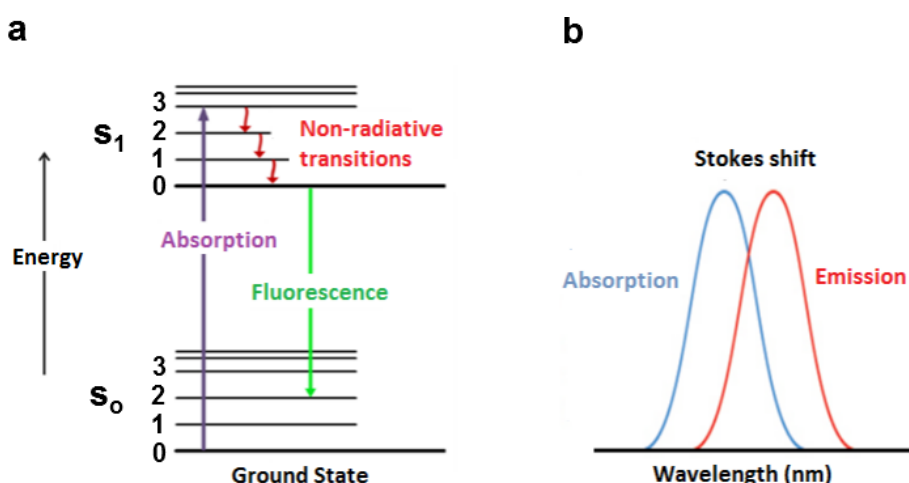 a
b
3
S1
2
Non-radiative
transitions
1
0
Stokes shift
Energy
Absorption
Fluorescence
Absorption
Emission
3
2
So
1
0
Ground State
Wavelength (nm)